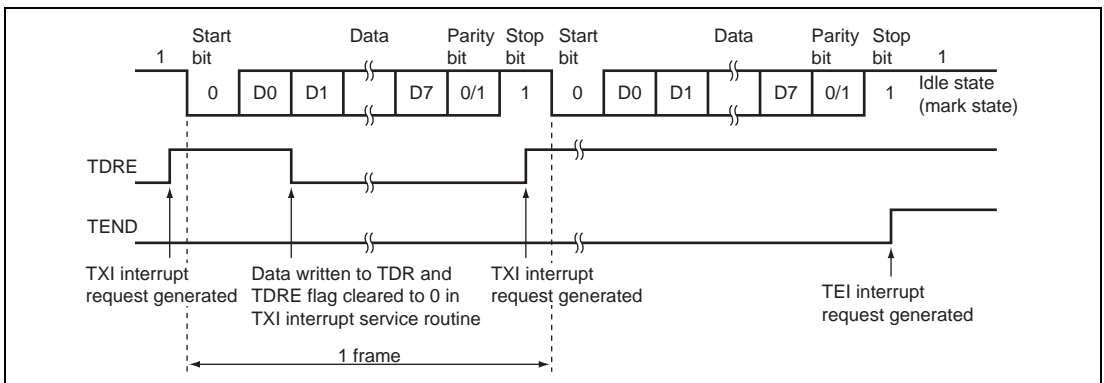 Start bit Data Parity bit Stop bit Start bit Data Parity bit Stop bit
1 1
0 D0 D1 D7 0/1 1 0 D0 D1 D7 0/1 1
Idle state
(mark state)
TDRE
TEND
TXI interrupt
request generated
Data written to TDR and
TDRE flag cleared to 0 in
TXI interrupt service routine
TXI interrupt
request generated
TEI interrupt
request generated
1 frame